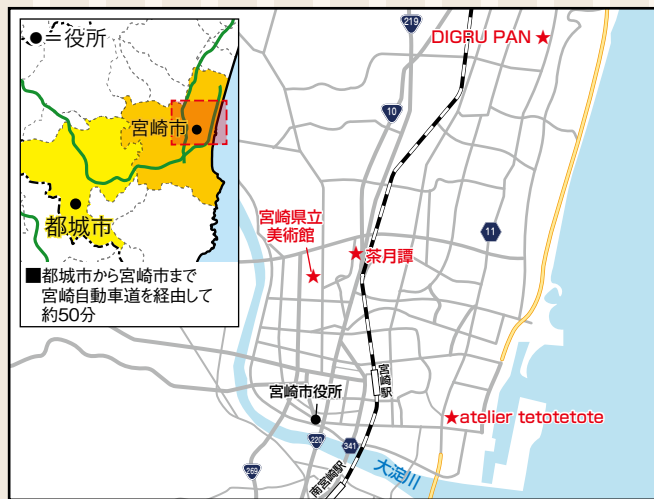 ●=役所
宮崎市
都城市
■都城市から宮崎市まで
宮崎自動車道を経由して
約50分
219
DIGRU PAN★
10
宮崎県立
美術館
★
★茶月譚
11
宮崎駅
宮崎市役所
★atelier tetotetote
220
341
269
南宮崎駅
大淀川